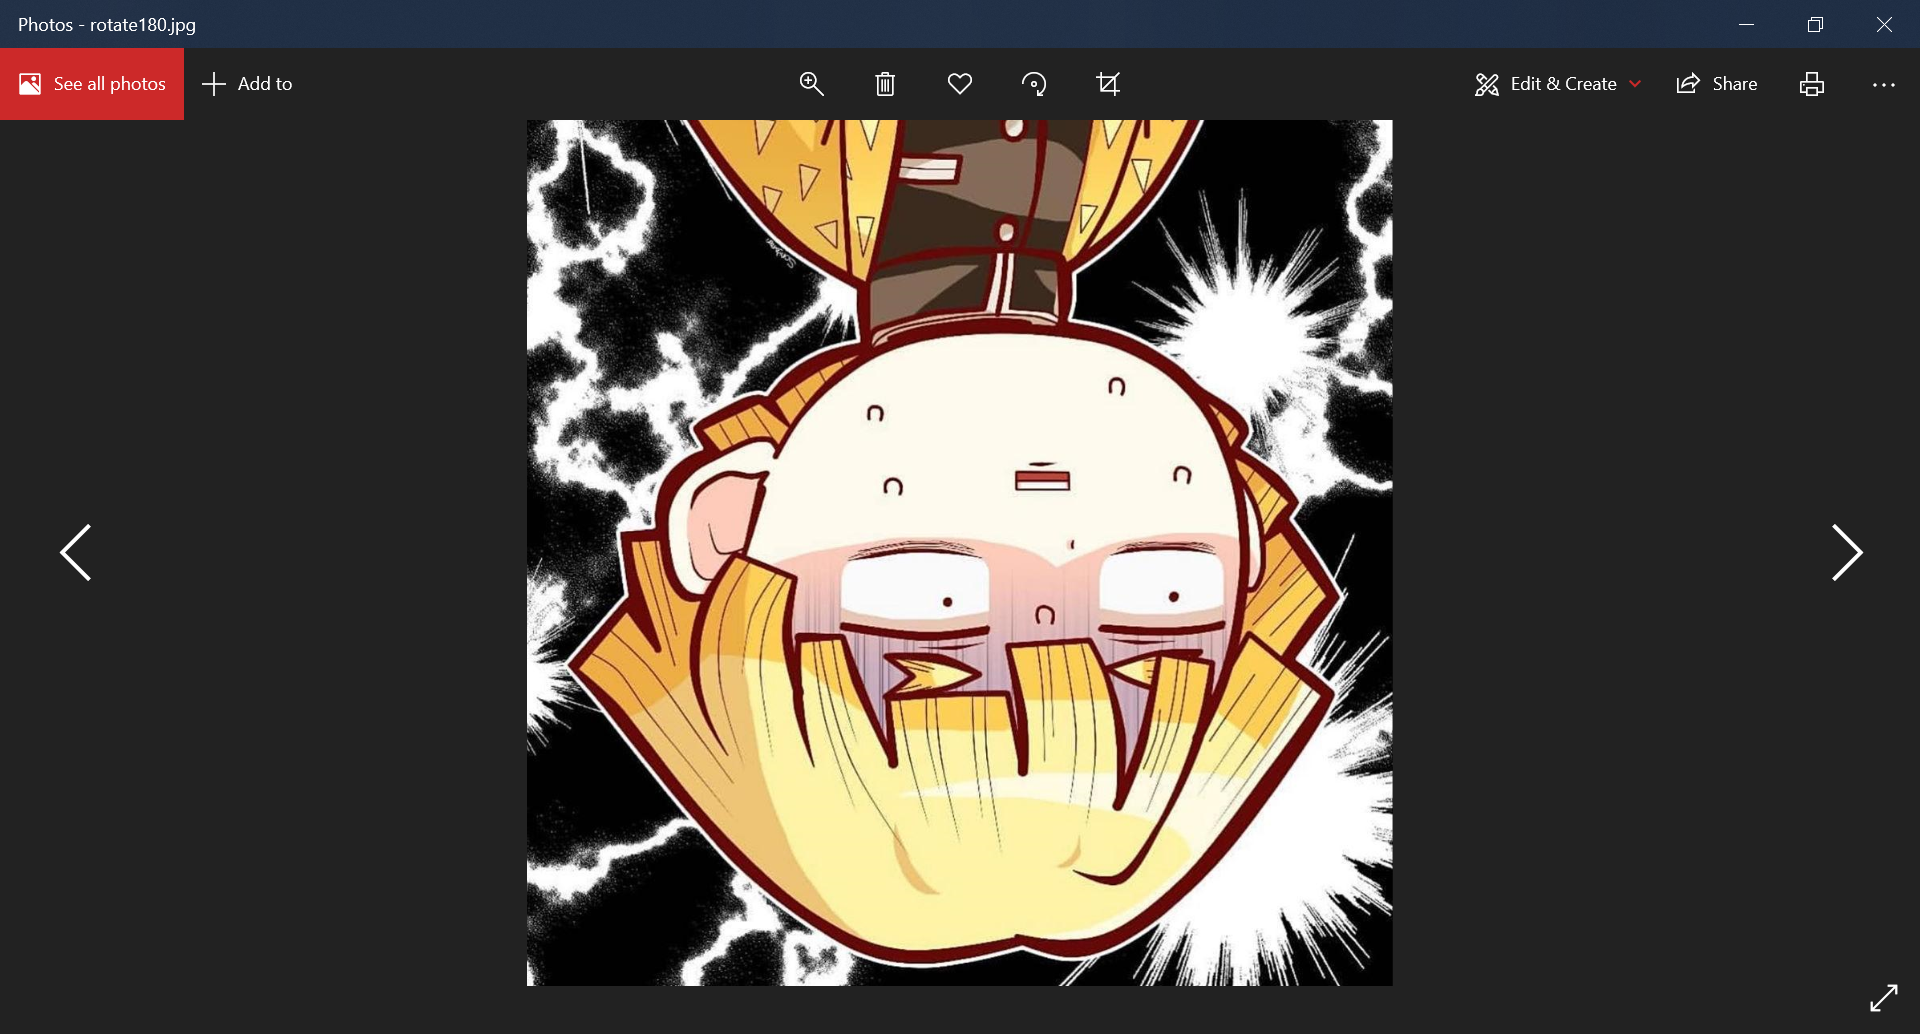 Photos - rotate180.jpg
See all photos
Add to
Edit & Create
Share